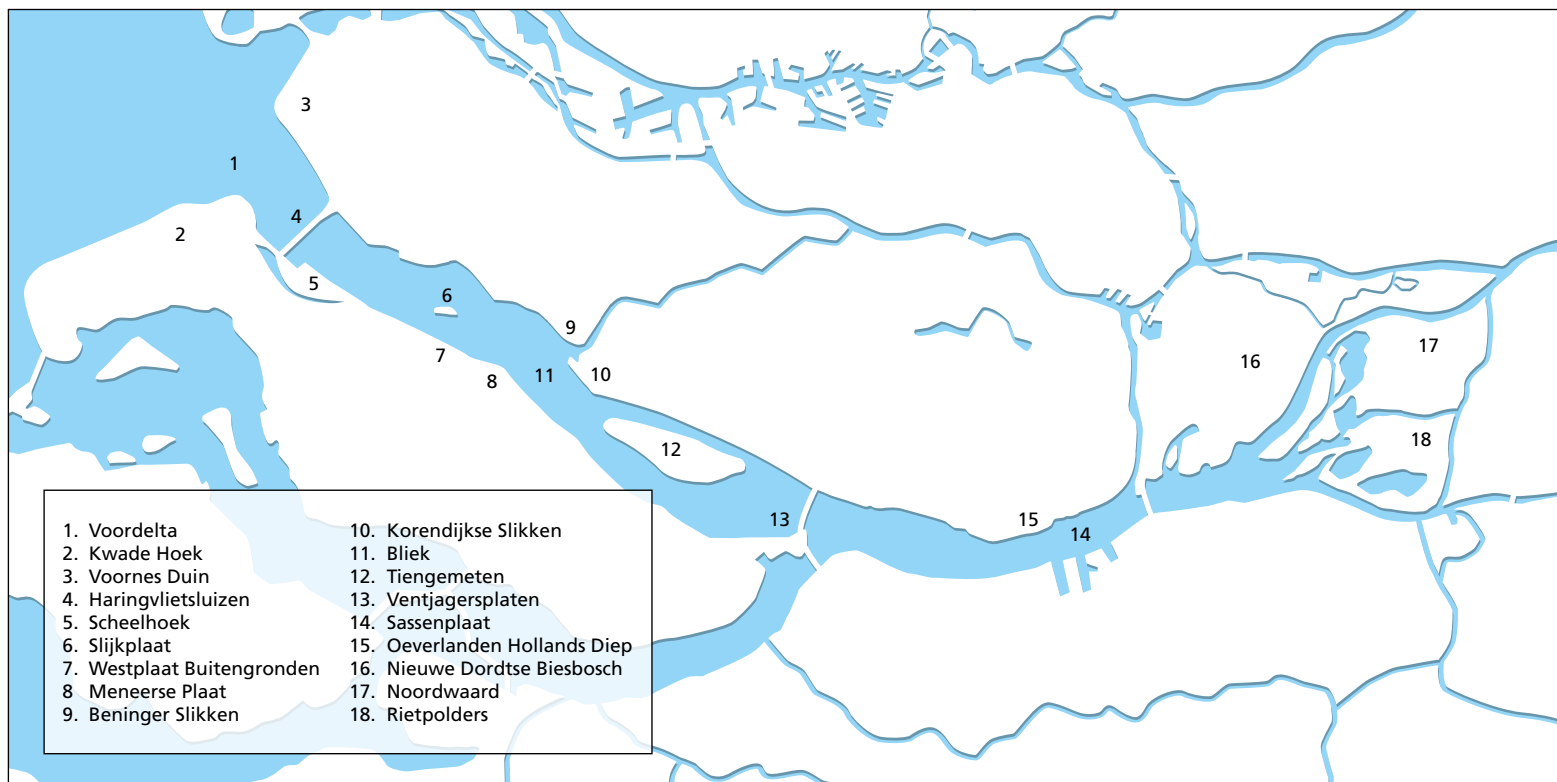 1
2
3
4
5
6
7
8
9
10
11
12
13
14
15
16
17
18
1. Voordelta
2. Kwade Hoek
3. Voornes Duin
4. Haringvlietsluizen
5. Scheelhoek
6. Slijkplaat
7. Westplaat Buitengronden
8 Meneerse Plaat
9. Beninger Slikken
10. Korendijkse Slikken
11. Bliek
12. Tiengemeten
13. Ventjagersplaten
14. Sassenplaat
15. Oeverlanden Hollands Diep
16. Nieuwe Dordtse Biesbosch
17. Noordwaard
18. Rietpolders